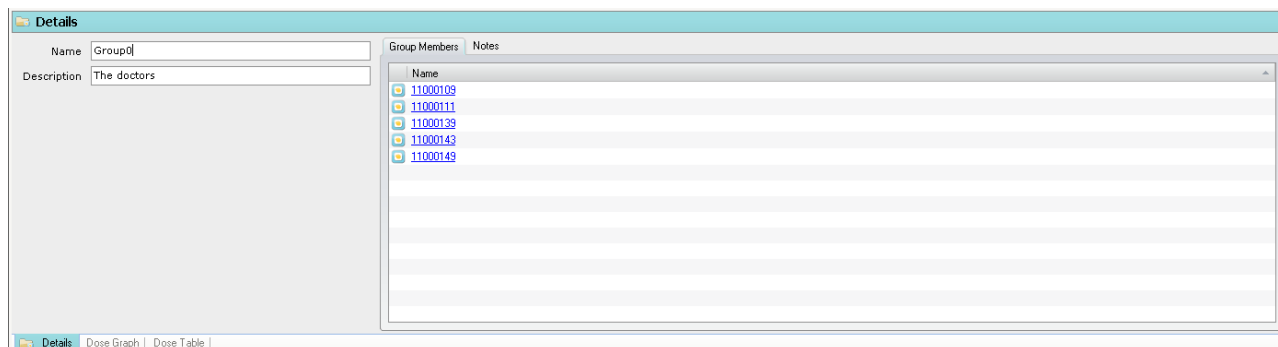 Details
Name Group0
Description The doctors
Group Members Notes
Name
11000109
11000111
11000139
11000143
11000149
Details Dose Graph | Dose Table |